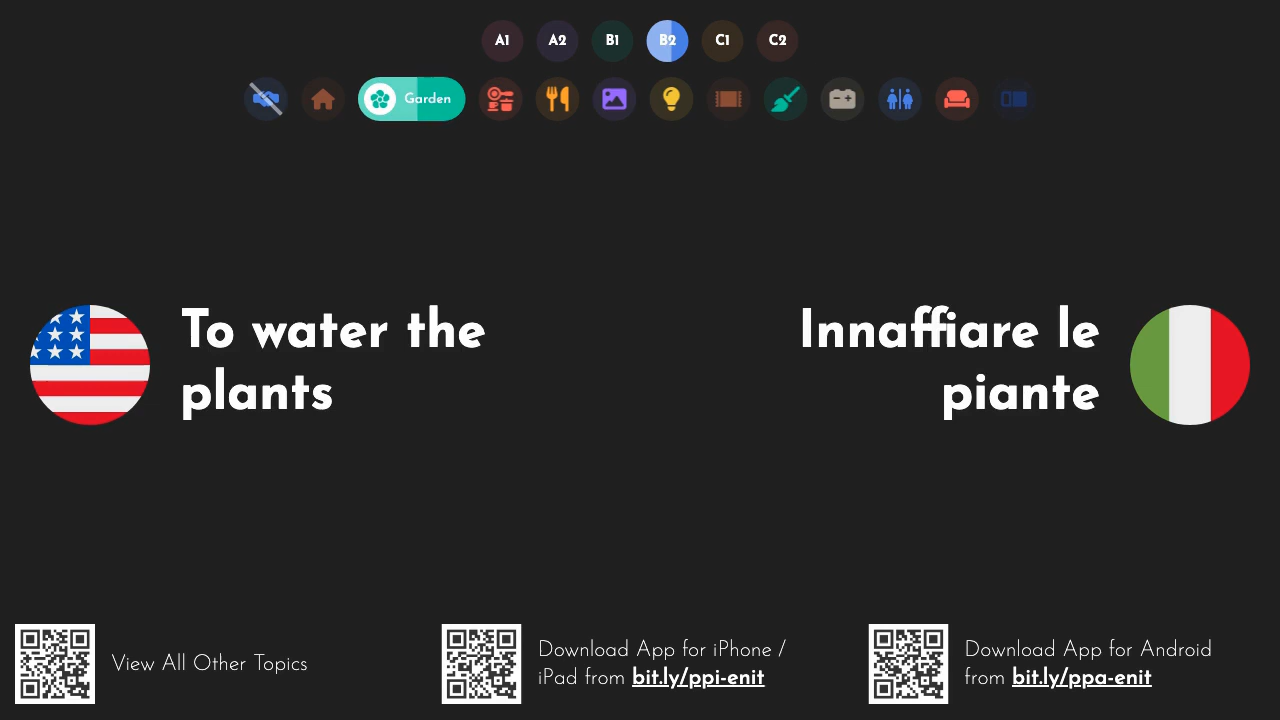 A1 A2 B1 B2 C1 C2
Garden
To water the
plants
Innaffiare le
piante
View All Other Topics
Download App for iPhone /
iPad from bit.ly/ppi-enit
Download App for Android
from bit.ly/ppa-enit